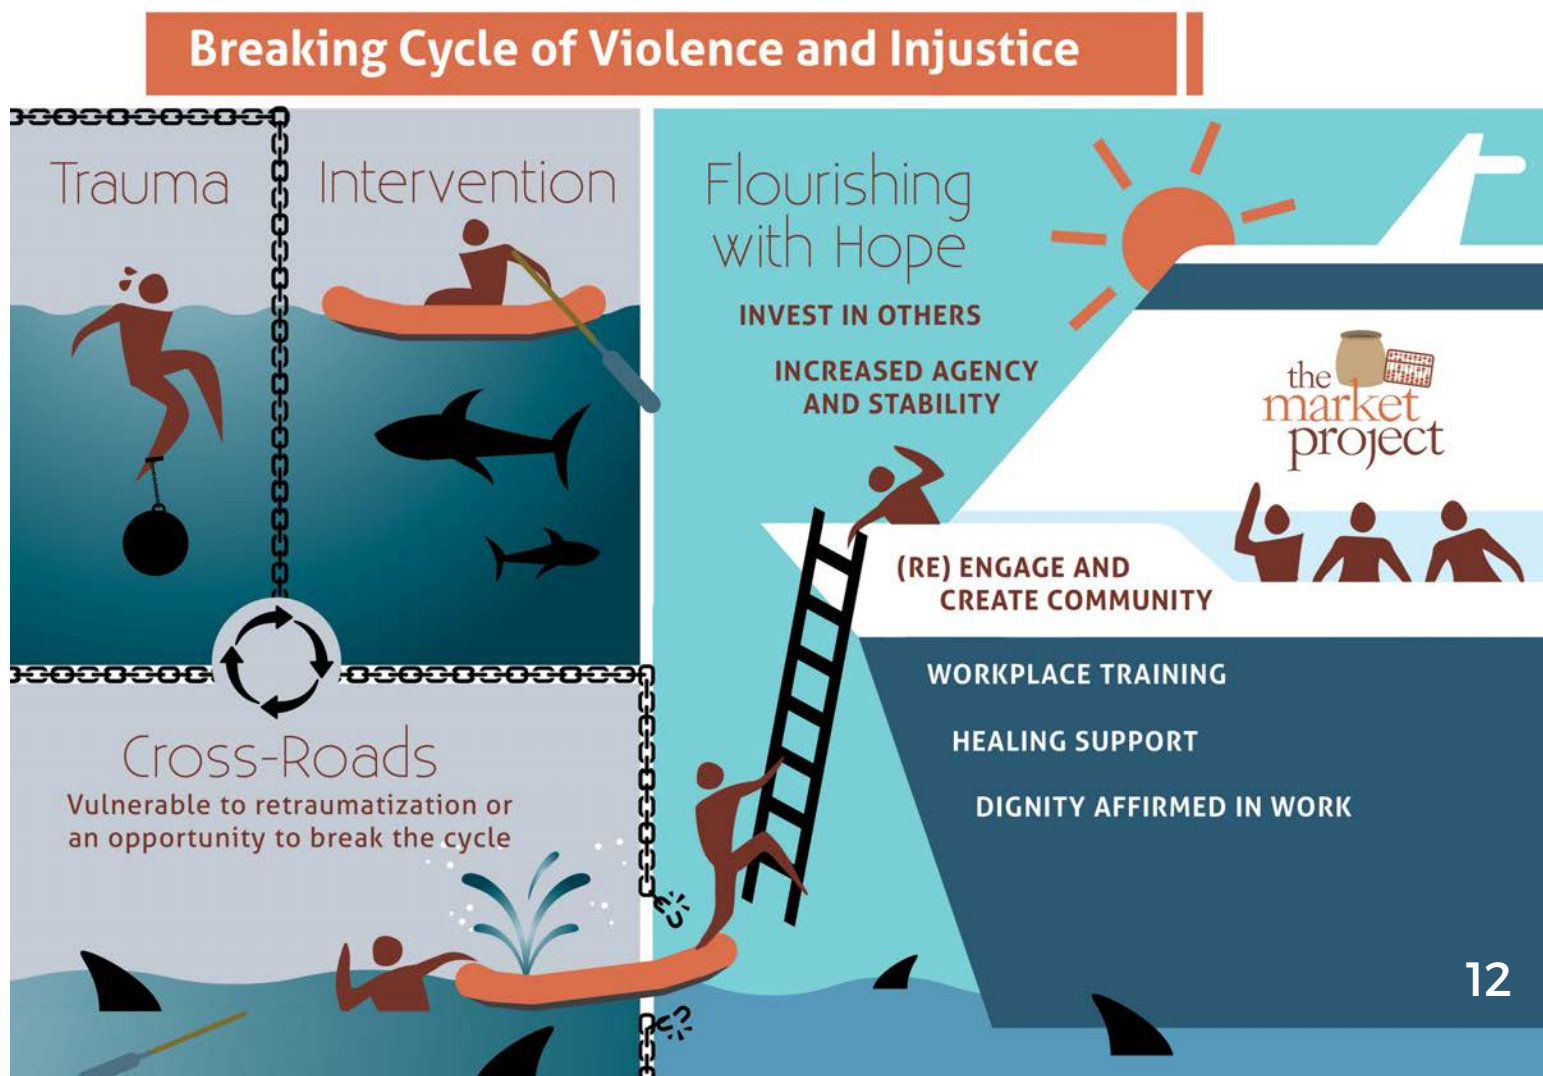 Breaking Cycle of Violence and Injustice
Trauma
Intervention
Cross-Roads
Vulnerable to retraumatization or
an opportunity to break the cycle
Flourishing
with Hope
INVEST IN OTHERS
INCREASED AGENCY
AND STABILITY
the
market
project
(RE) ENGAGE AND
CREATE COMMUNITY
WORKPLACE TRAINING
HEALING SUPPORT
DIGNITY AFFIRMED IN WORK
12